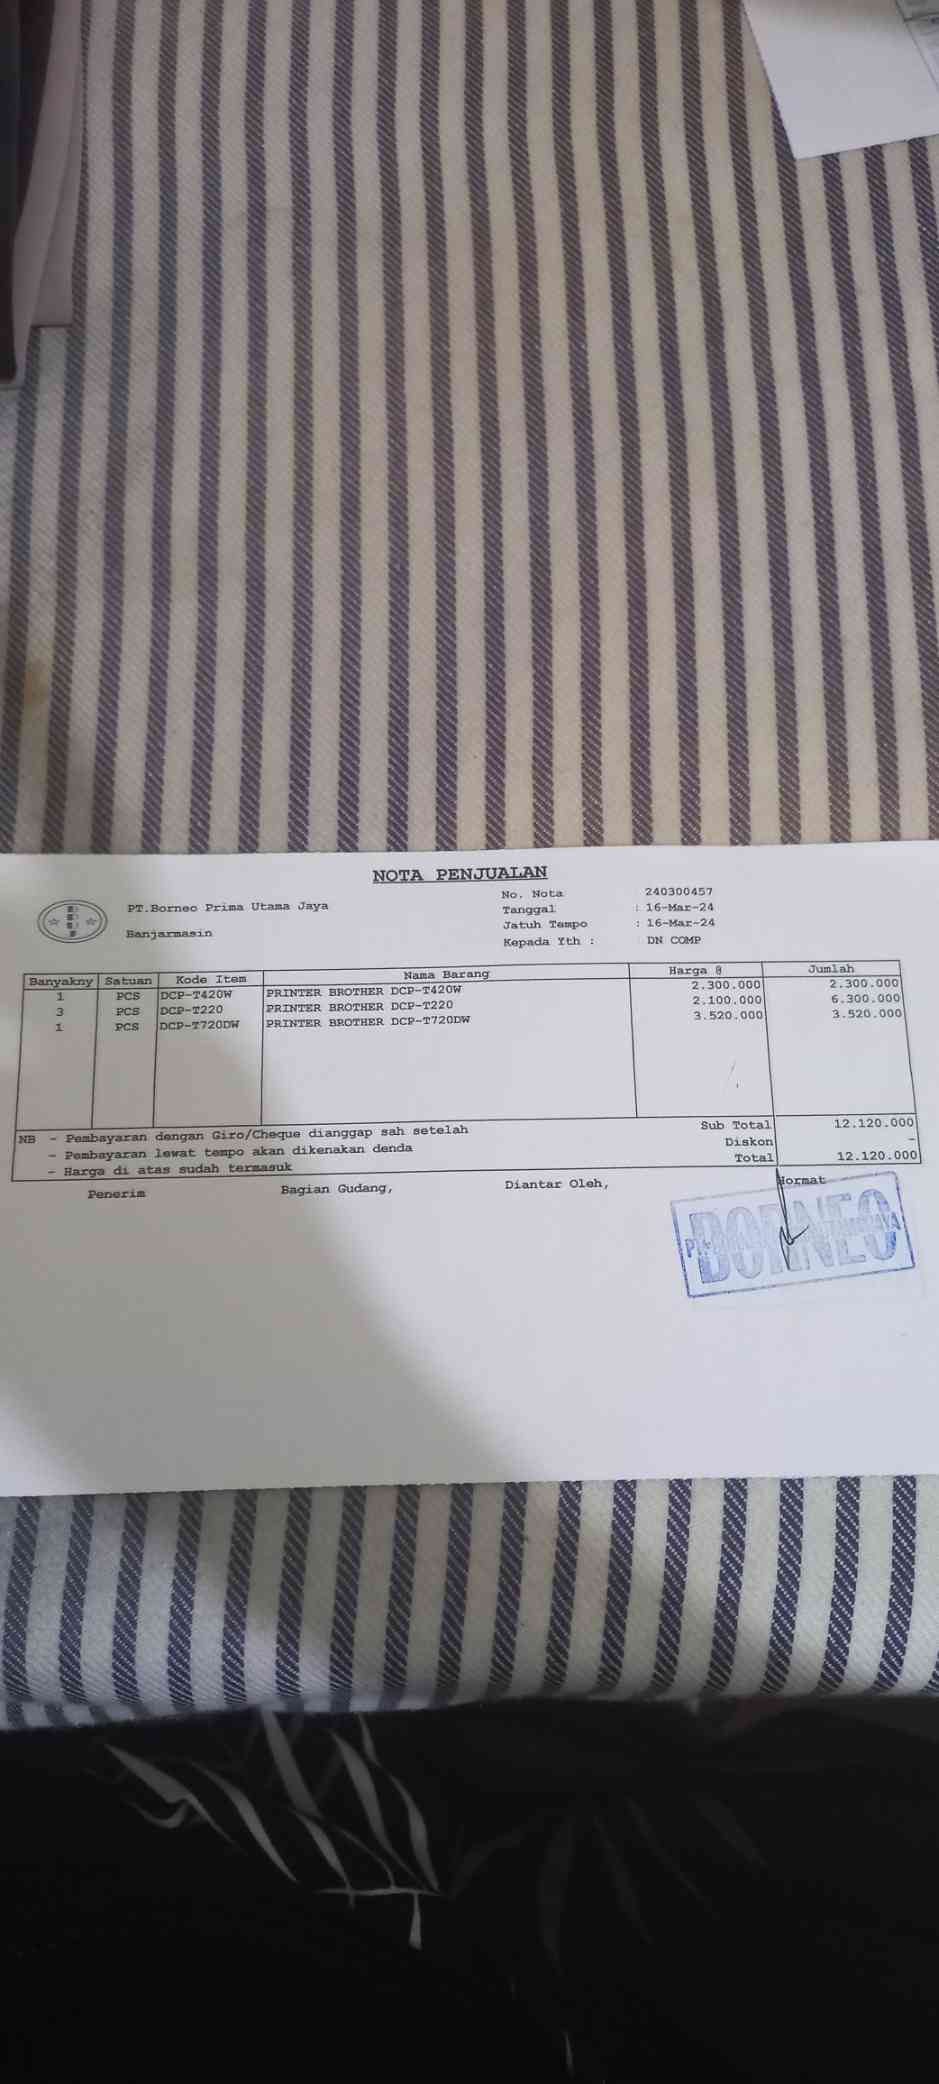 NOTA PENJUALAN
PT.Borneo Prima Utama Jaya
Banjarmasin
No. Nota 240300457
Tanggal : 16-Mar-24
Jatuh Tempo : 16-Mar-24
Kepada Yth : DN COMP
Banyakny Satuan Kode Item Nama Barang Harga @ Jumlah
1 PCS DCP-T420W PRINTER BROTHER DCP-T420W 2.300.000 2.300.000
3 PCS DCP-T220 PRINTER BROTHER DCP-T220 2.100.000 6.300.000
1 PCS DCP-T720DW PRINTER BROTHER DCP-T720DW 3.520.000 3.520.000
NB - Pembayaran dengan Giro/Cheque dianggap sah setelah
- Pembayaran lewat tempo akan dikenakan denda
- Harga di atas sudah termasuk
Sub Total 12.120.000
Diskon -
Total 12.120.000
Penerim Bagian Gudang, Diantar Oleh, Hormat
BORNEO